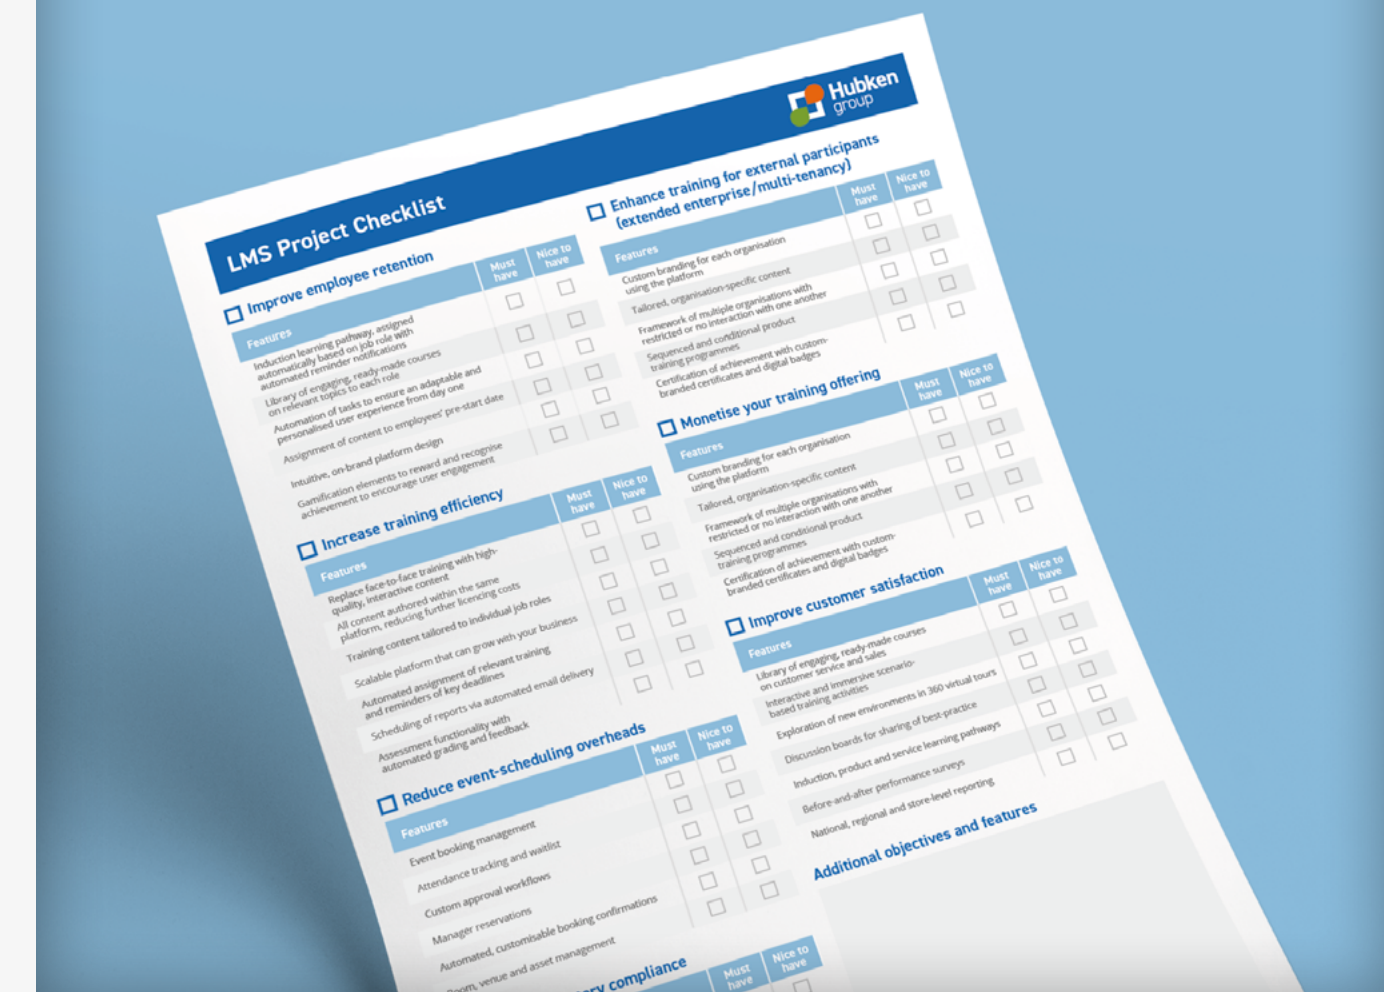 Hubken
group
LMS Project Checklist
Improve employee retention
Features
Must
have
Nice to
have
Induction learning pathway, assigned
automatically based on job role with
automated reminder notifications
Library of engaging, ready-made courses
on relevant topics to each role
Automation of tasks to ensure an adaptable and
personalised user experience from day one
Assignment of content to employees' pre-start date
Intuitive, on-brand platform design
Gamification elements to reward and recognise
achievement to encourage user engagement
Increase training efficiency
Features
Must
have
Nice to
have
Replace face-to-face training with high-
quality, interactive content
All content authored within the same
platform, reducing further licencing costs
Training content tailored to individual job roles
Scalable platform that can grow with your business
Automated assignment of relevant training
and reminders of key deadlines
Scheduling of reports via automated email delivery
Assessment functionality with
automated grading and feedback
Reduce event-scheduling overheads
Features
Must
have
Nice to
have
Event booking management
Attendance tracking and waitlist
Custom approval workflows
Manager reservations
Automated, customisable booking confirmations
venue and asset management
compliance
Must
have
Nice to
have
Enhance training for external participants
(extended enterprise/multi-tenancy)
Features
Must
have
Nice to
have
Custom branding for each organisation
using the platform
Tailored, organisation-specific content
Framework of multiple organisations with
restricted or no interaction with one another
Sequenced and conditional product
training programmes
Certification of achievement with custom-
branded certificates and digital badges
Monetise your training offering
Features
Must
have
Nice to
have
Custom branding for each organisation
using the platform
Tailored, organisation-specific content
Framework of multiple organisations with
restricted or no interaction with one another
Sequenced and conditional product
training programmes
Certification of achievement with custom-
branded certificates and digital badges
Improve customer satisfaction
Features
Must
have
Nice to
have
Library of engaging, ready-made courses
on customer service and sales
Interactive and immersive scenario-
based training activities
Exploration of new environments in 360 virtual tours
Discussion boards for sharing of best-practice
Induction, product and service learning pathways
Before-and-after performance surveys
National, regional and store-level reporting
Additional objectives and features